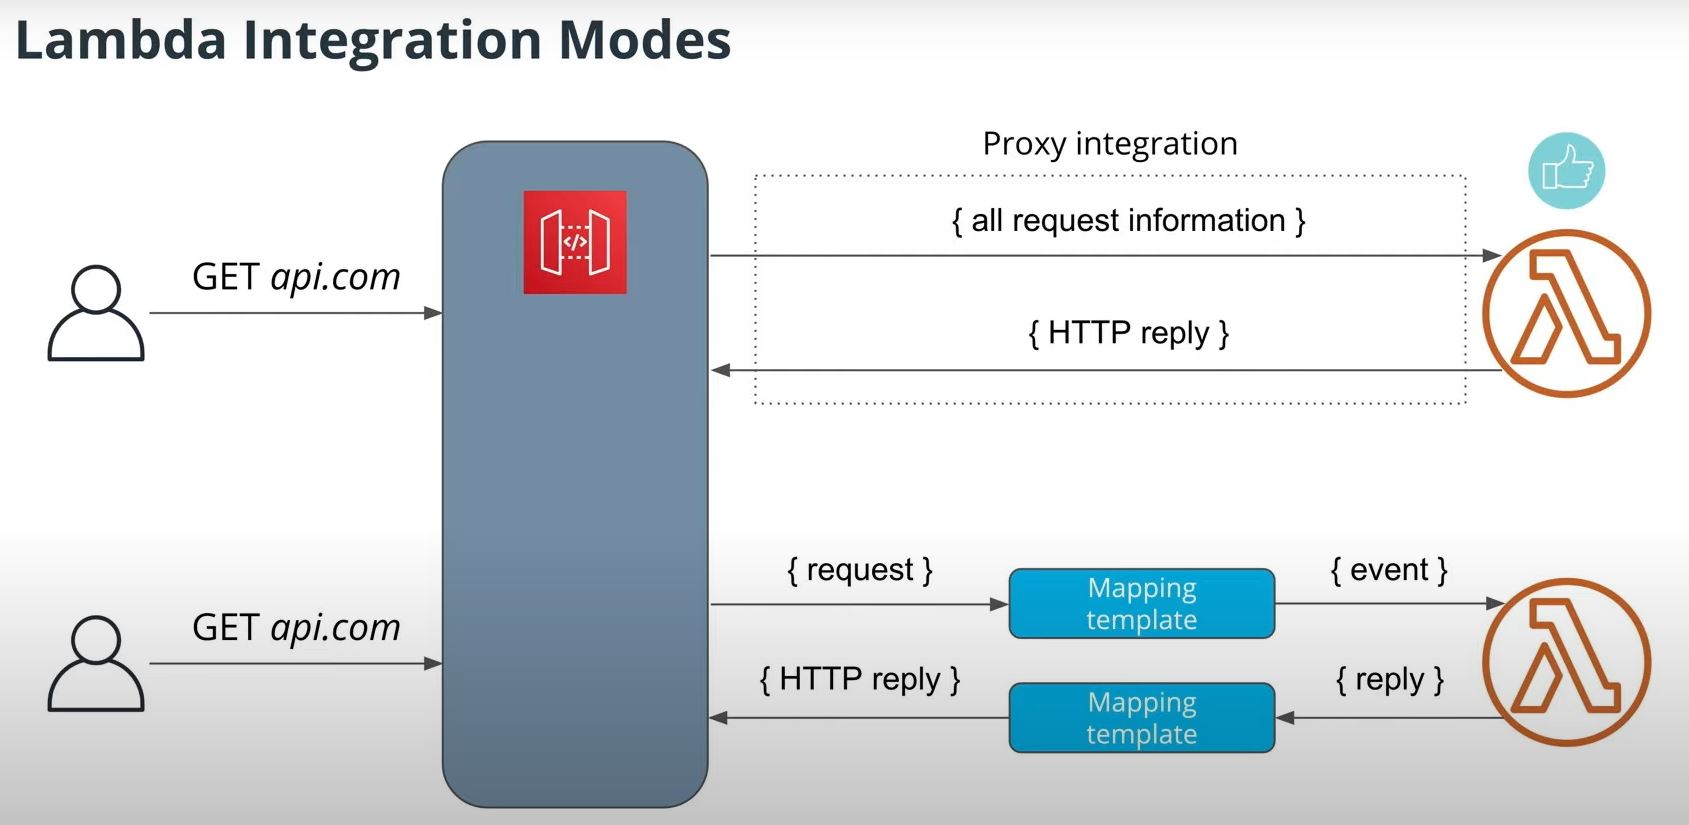 Lambda Integration Modes
Proxy integration
{ all request information }
GET api.com
</>
{ HTTP reply }
{ request }
Mapping
template
{ event }
GET api.com
{ HTTP reply }
Mapping
template
{ reply }